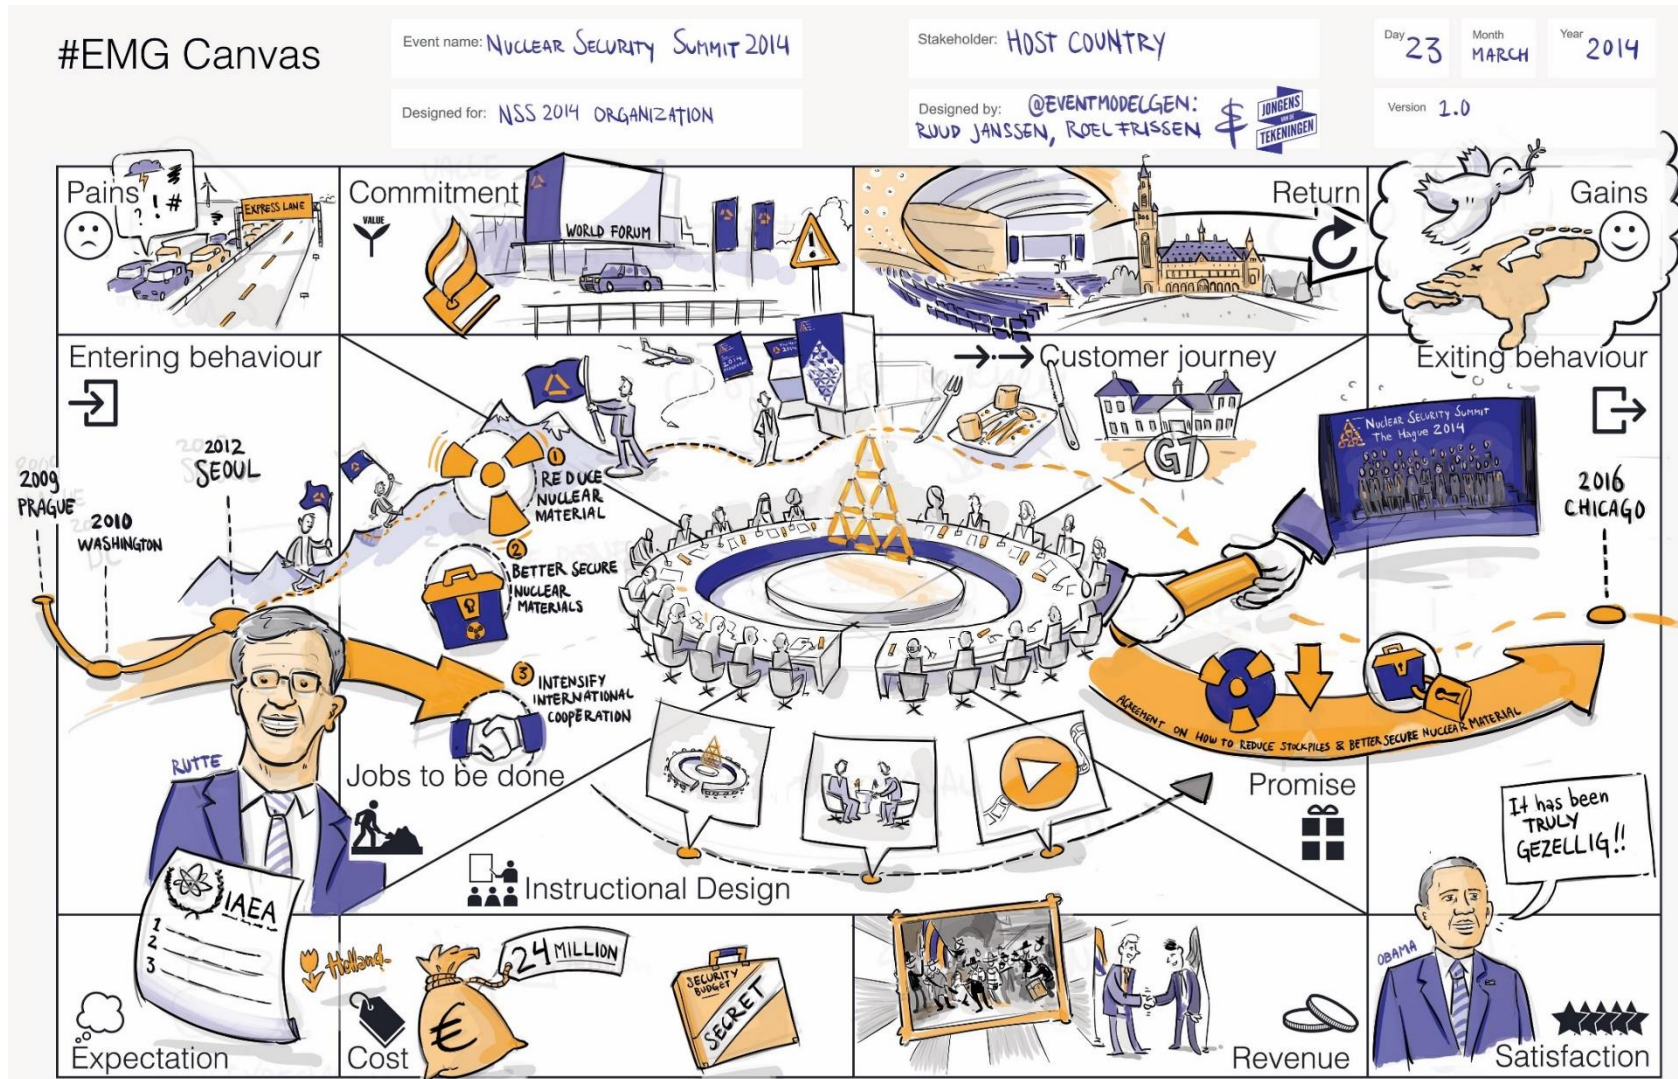 #EMG Canvas
Event name: NUCLEAR SECURITY SUMMIT 2014
Designed for: NSS 2014 ORGANIZATION
Stakeholder: HOST COUNTRY
Designed by: @EVENTMODELGEN:
RUUD JANSSEN, ROEL FRISSEN
JONGENS
VAN DE
TEKENINGEN
Day 23
Month MARCH
Year 2014
Version 1.0
Pains
? ! #
EXPRESS LANE
Commitment
VALUE
WORLD FORUM
!
Return
Gains
Entering behaviour
2009
PRAGUE
2010
WASHINGTON
2012
SEOUL
1
REDUCE
NUCLEAR
MATERIAL
2
BETTER SECURE
NUCLEAR
MATERIALS
3
INTENSIFY
INTERNATIONAL
COOPERATION
Jobs to be done
Customer journey
G7
Instructional Design
Exiting behaviour
NUCLEAR SECURITY SUMMIT
The Hague 2014
2016
CHICAGO
AGREEMENT ON HOW TO REDUCE STOCKPILES & BETTER SECURE NUCLEAR MATERIAL
Promise
RUTTE
IAEA
1
2
3
Holland
Expectation
Cost
24 MILLION
€
SECURITY
BUDGET
SECRET
Revenue
It has been
TRULY
GEZELLIG!!
OBAMA
Satisfaction